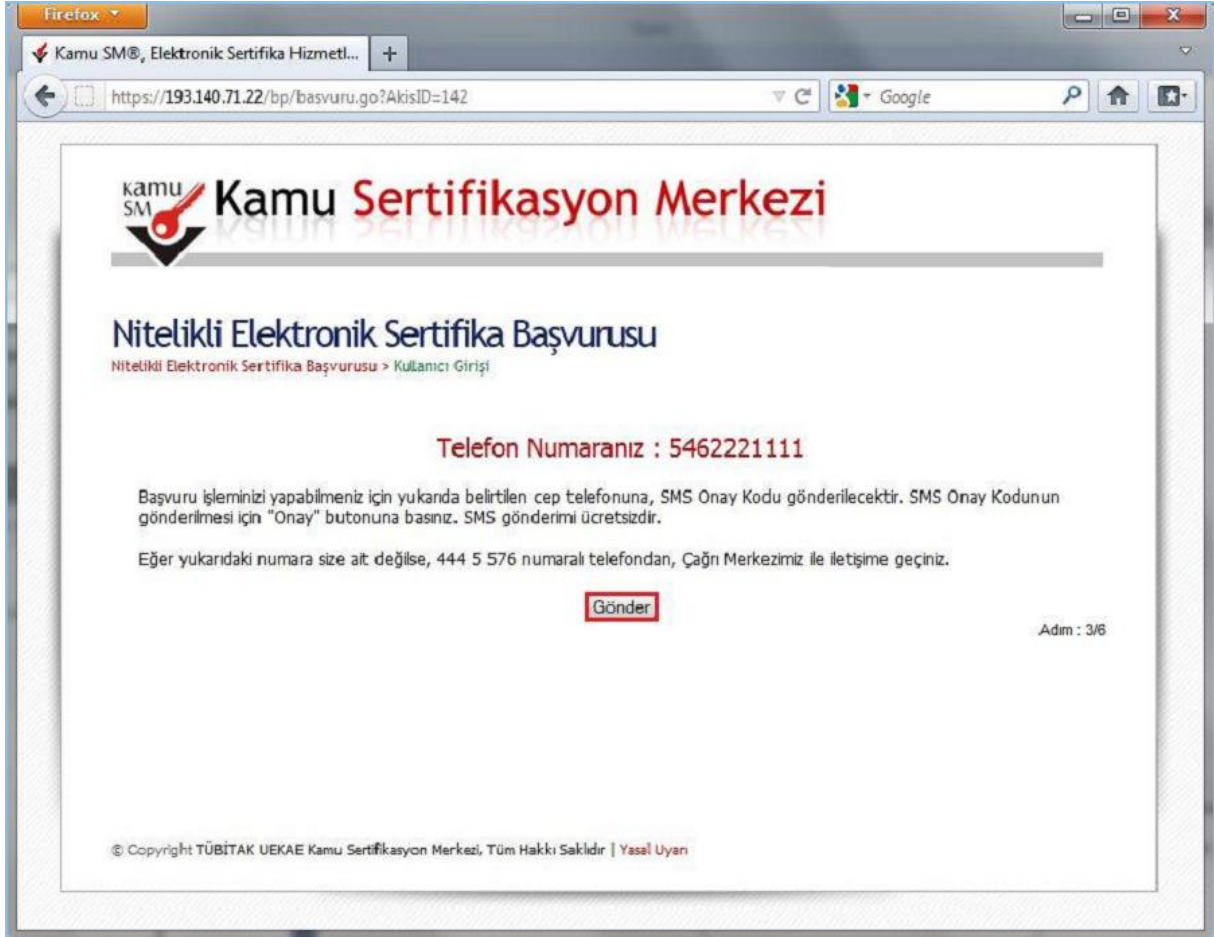 Firefox
Kamu SM®, Elektronik Sertifika Hizmetl...
https://193.140.71.22/bp/basvuru.go?AkisID=142
Google
Kamu SM
Kamu Sertifikasyon Merkezi
Nitelikli Elektronik Sertifika Başvurusu
Nitelikli Elektronik Sertifika Başvurusu > Kullanıcı Girişi
Telefon Numaranız : 5462221111
Başvuru işleminizi yapabilmeniz için yukarıda belirtilen cep telefonuna, SMS Onay Kodu gönderilecektir. SMS Onay Kodunun
gönderilmesi için "Onay" butonuna basınız. SMS gönderimi ücretsizdir.
Eğer yukarıdaki numara size ait değilse, 444 5 576 numaralı telefondan, Çağrı Merkezimiz ile iletişime geçiniz.
Gönder
Adım : 3/6
© Copyright TÜBİTAK UEKAE Kamu Sertifikasyon Merkezi, Tüm Hakkı Saklıdır | Yasal Uyarı